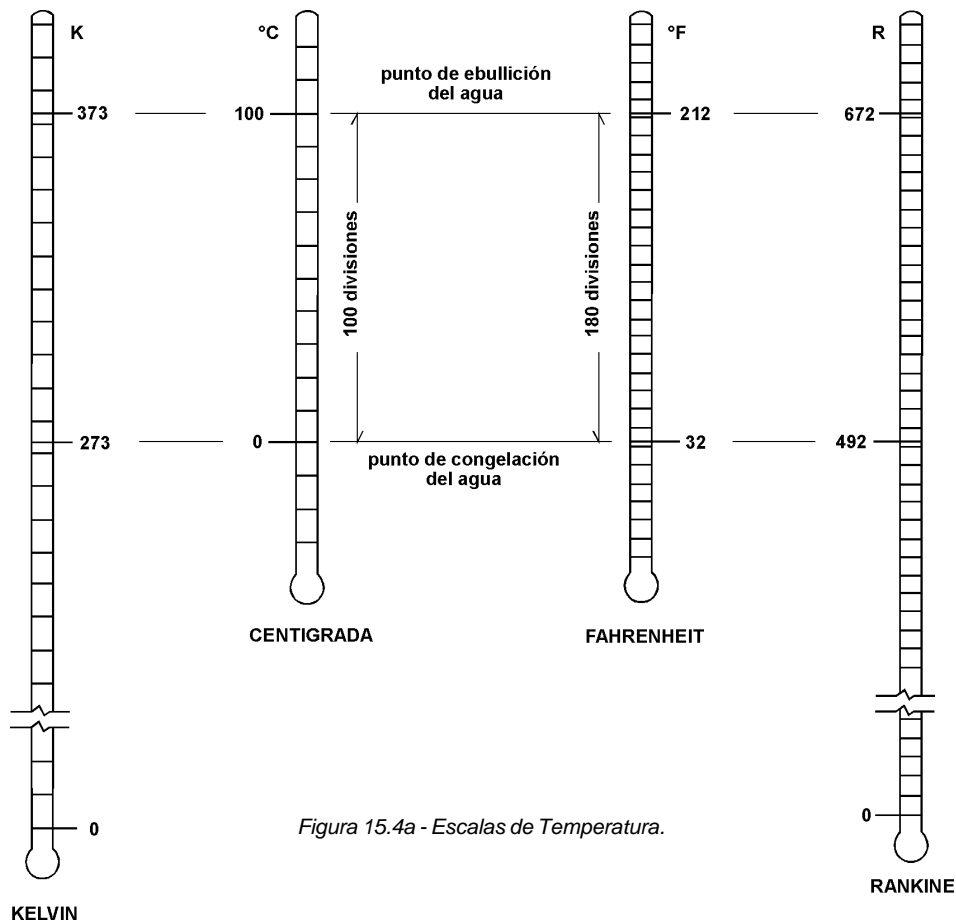 K
°C
°F
R
punto de ebullición
del agua
373
100
212
672
100 divisiones
180 divisiones
273
0
32
492
punto de congelación
del agua
CENTIGRADA
FAHRENHEIT
0
0
Figura 15.4a - Escalas de Temperatura.
RANKINE
KELVIN